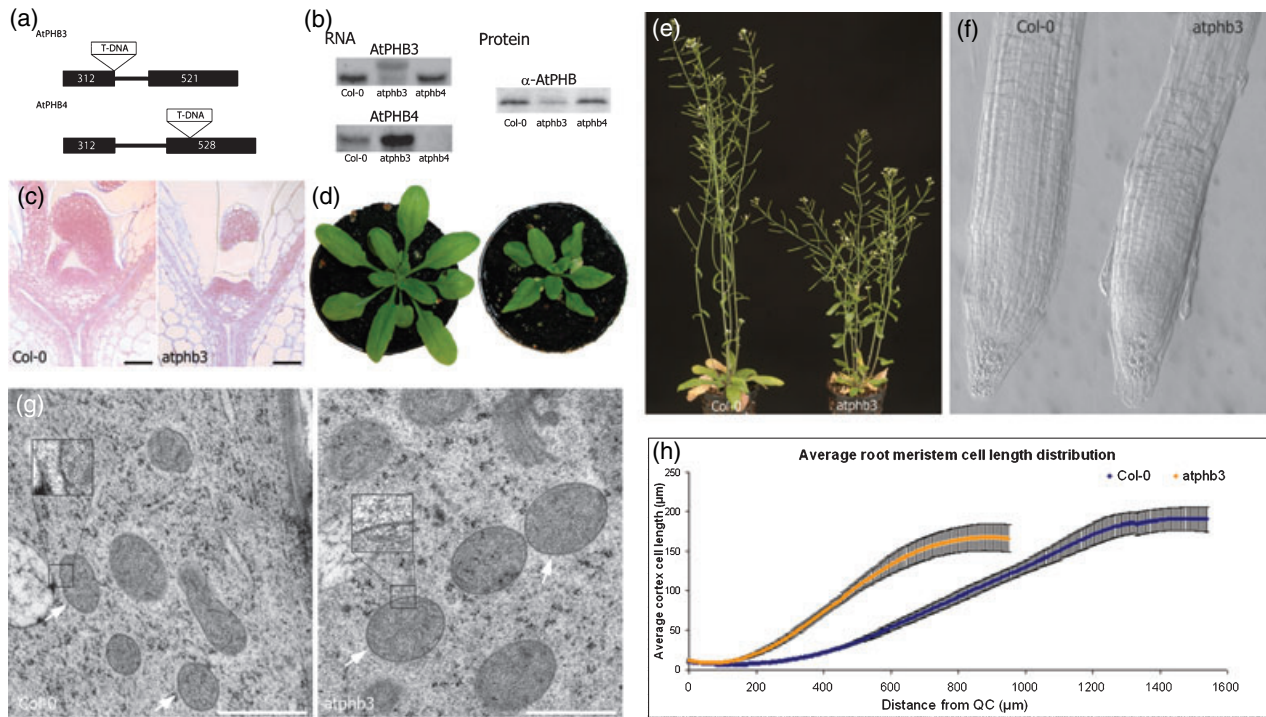 (a)
AtPHB3
T-DNA
312 521
AtPHB4
T-DNA
312 528
(b)
RNA
AtPHB3
Col-0 atphb3 atphb4
AtPHB4
Col-0 atphb3 atphb4
Protein
α-AtPHB
Col-0 atphb3 atphb4
(c)
Col-0
atphb3
(d)
(e)
Col-0
atphb3
(f)
Col-0
atphb3
(g)
Col-0
atphb3
(h)
Average root meristem cell length distribution
Col-0 atphb3
Average cortex cell length (µm)
250
200
150
100
50
0
0 200 400 600 800 1000 1200 1400 1600
Distance from QC (µm)